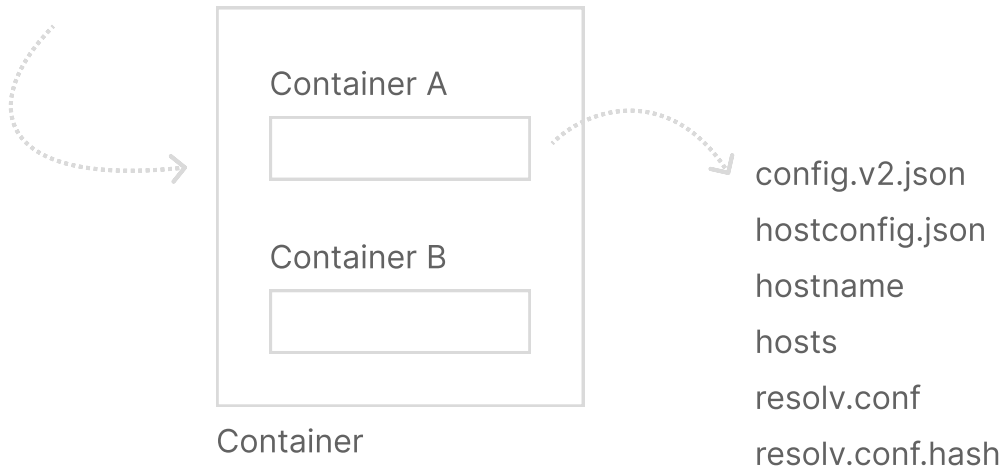 Container A
Container B
Container
config.v2.json
hostconfig.json
hostname
hosts
resolv.conf
resolv.conf.hash